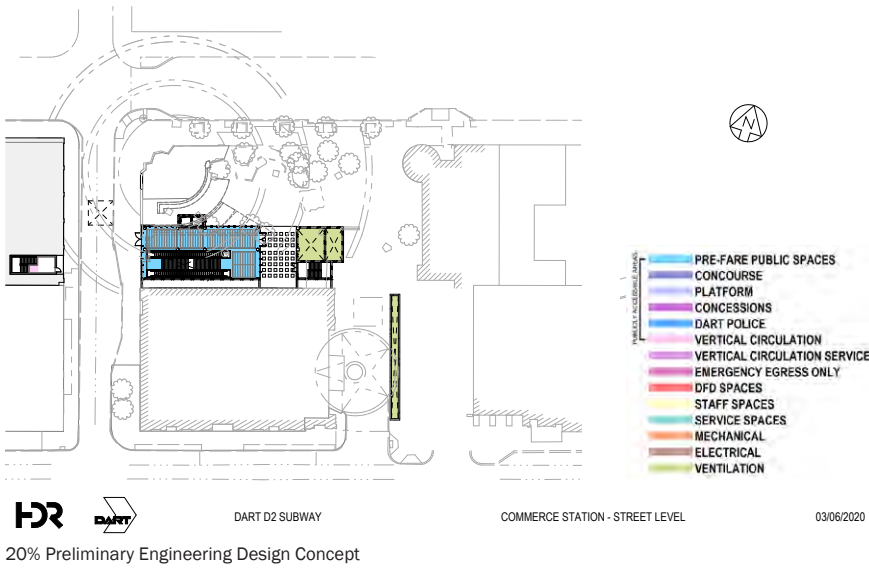 N
PUBLICLY ACCESSIBLE AREAS
PRE-FARE PUBLIC SPACES
CONCOURSE
PLATFORM
CONCESSIONS
DART POLICE
VERTICAL CIRCULATION
VERTICAL CIRCULATION SERVICE
EMERGENCY EGRESS ONLY
DFD SPACES
STAFF SPACES
SERVICE SPACES
MECHANICAL
ELECTRICAL
VENTILATION
HDR
DART
DART D2 SUBWAY
COMMERCE STATION - STREET LEVEL
03/06/2020
20% Preliminary Engineering Design Concept